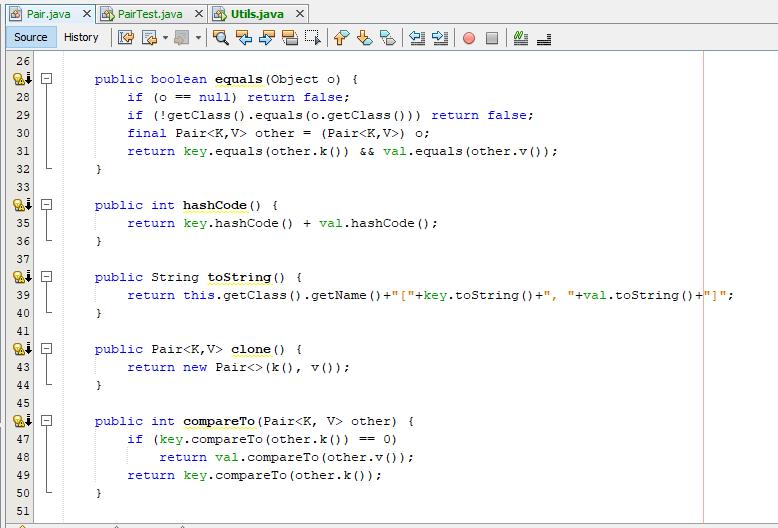 Pair.java PairTest.java Utils.java
Source History
26
public boolean equals(Object o) {
28 if (o == null) return false;
29 if (!getClass().equals(o.getClass())) return false;
30 final Pair<K,V> other = (Pair<K,V>) o;
31 return key.equals(other.k()) && val.equals(other.v());
32 }
33
public int hashCode() {
35 return key.hashCode() + val.hashCode();
36 }
37
public String toString() {
39 return this.getClass().getName()+"["+key.toString()+", "+val.toString()+"]";
40 }
41
public Pair<K,V> clone() {
43 return new Pair<>(k(), v());
44 }
45
public int compareTo(Pair<K, V> other) {
47 if (key.compareTo(other.k()) == 0)
48 return val.compareTo(other.v());
49 return key.compareTo(other.k());
50 }
51